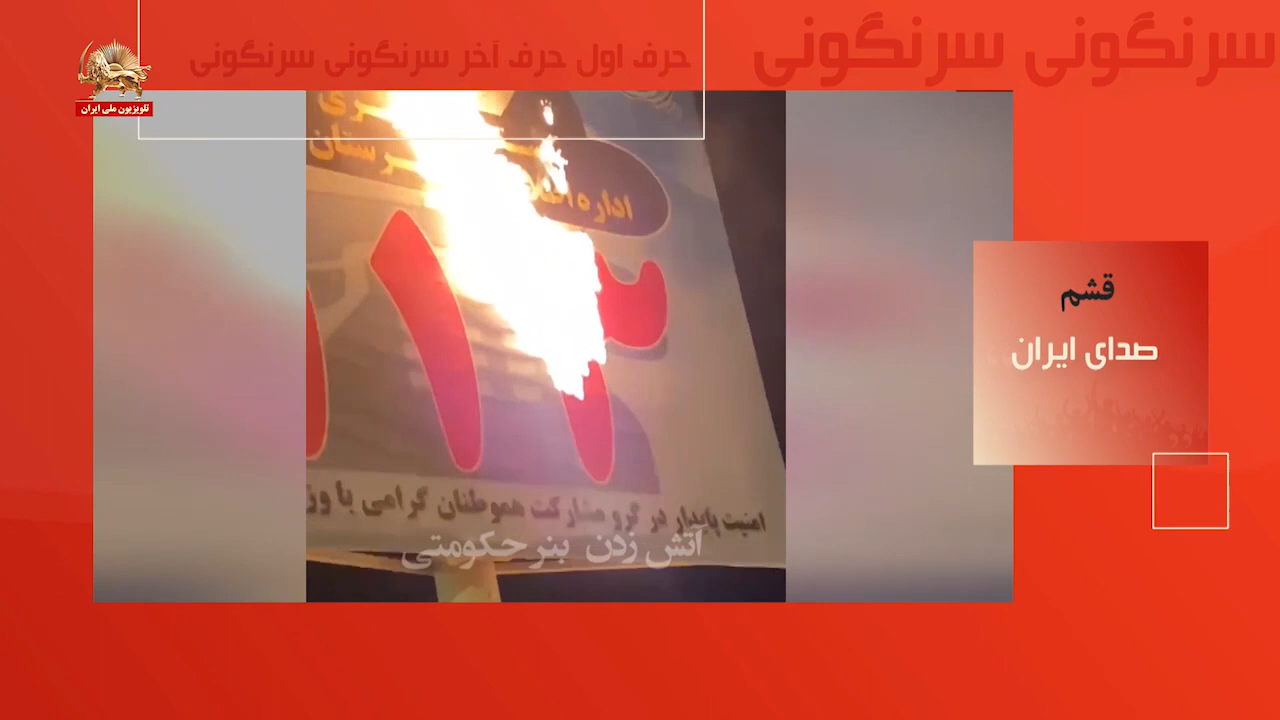 سرنگونی سرنگونی
حرف اول حرف آخر سرنگونی سرنگونی
تلویزیون ملی ایران
اداره
۱۱۳
امنیت پایدار در گرو مشارکت هموطنان گرامی با
آتش زدن بنر حکومتی
قشم
صدای ایران